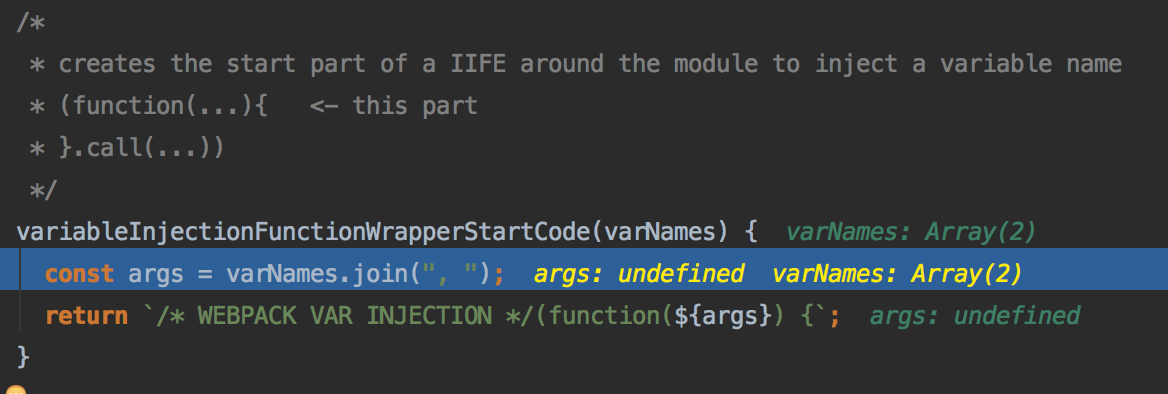 /*
 * creates the start part of a IIFE around the module to inject a variable name
 * (function(...){   <- this part
 * }.call(...))
 */
variableInjectionFunctionWrapperStartCode(varNames) {  varNames: Array(2)
  const args = varNames.join(", ");  args: undefined  varNames: Array(2)
  return `/* WEBPACK VAR INJECTION */(function(${args}) {`;  args: undefined
}